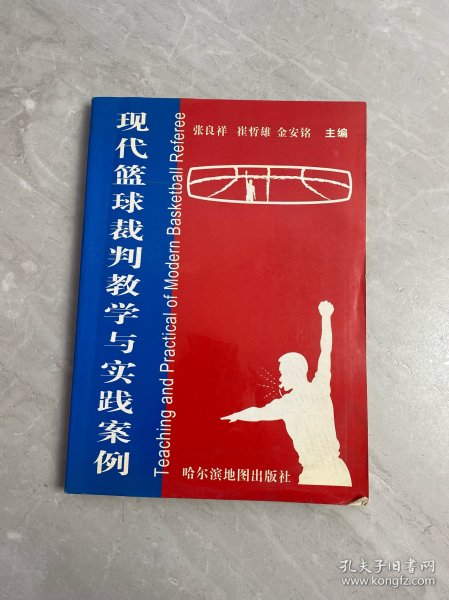 现代篮球裁判教学与实践案例
Teaching and Practical of Modern Basketball Referee
张良祥 崔哲雄 金安铭 主编
哈尔滨地图出版社
孔夫子旧书网
www.kongfz.com